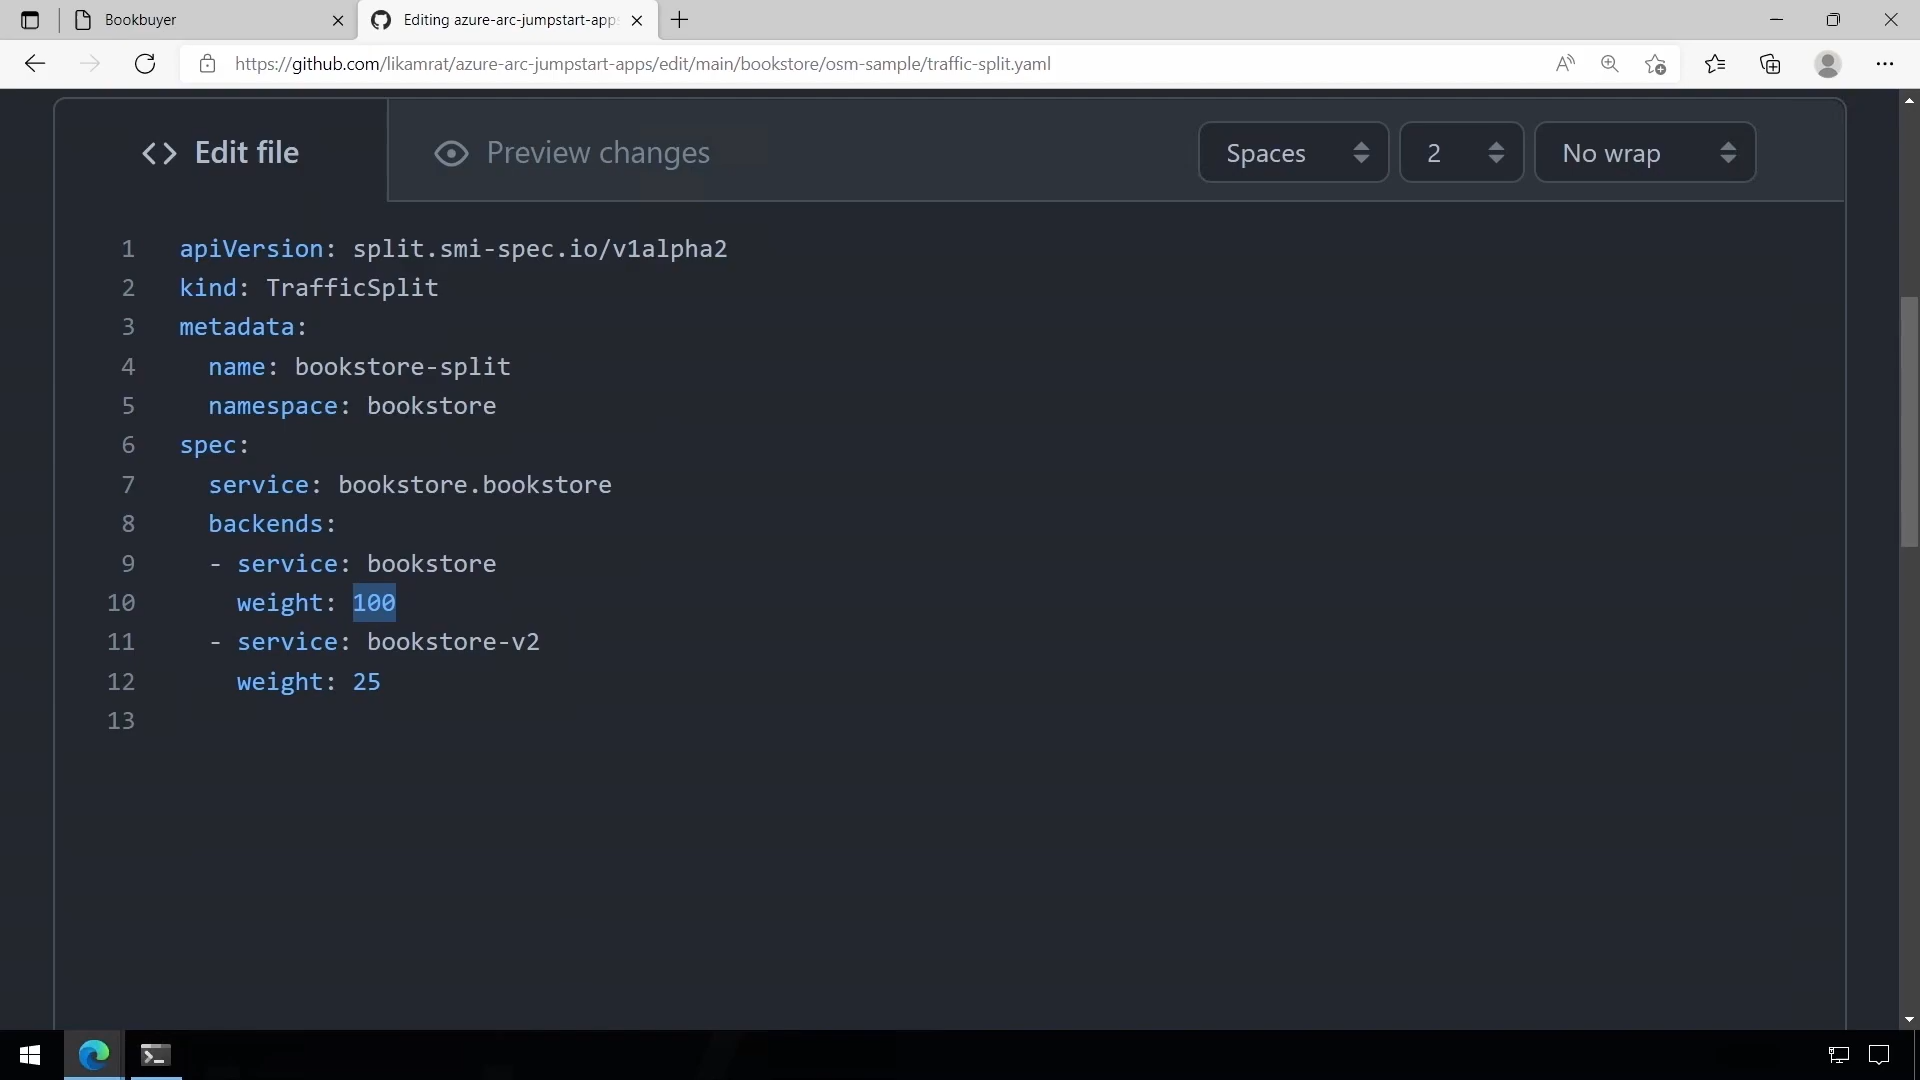 Bookbuyer
Editing azure-arc-jumpstart-app
https://github.com/likamrat/azure-arc-jumpstart-apps/edit/main/bookstore/osm-sample/traffic-split.yaml
<> Edit file
Preview changes
Spaces
2
No wrap
1 apiVersion: split.smi-spec.io/v1alpha2
2 kind: TrafficSplit
3 metadata:
4 name: bookstore-split
5 namespace: bookstore
6 spec:
7 service: bookstore.bookstore
8 backends:
9 - service: bookstore
10 weight: 100
11 - service: bookstore-v2
12 weight: 25
13